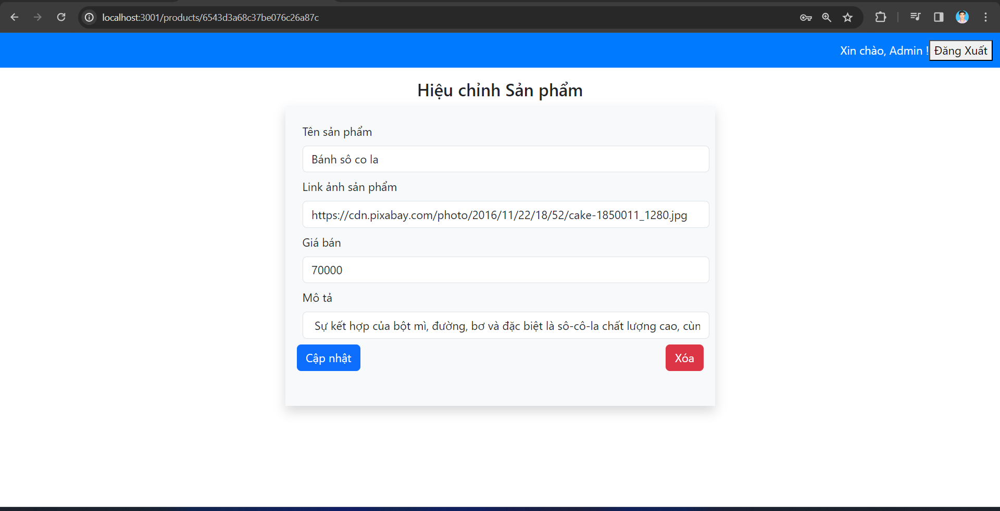 localhost:3001/products/6543d3a68c37be076c26a87c
Xin chào, Admin ! Đăng Xuất
Hiệu chỉnh Sản phẩm
Tên sản phẩm
Bánh sô co la
Link ảnh sản phẩm
https://cdn.pixabay.com/photo/2016/11/22/18/52/cake-1850011_1280.jpg
Giá bán
70000
Mô tả
Sự kết hợp của bột mì, đường, bơ và đặc biệt là sô-cô-la chất lượng cao, cùn
Cập nhật Xóa